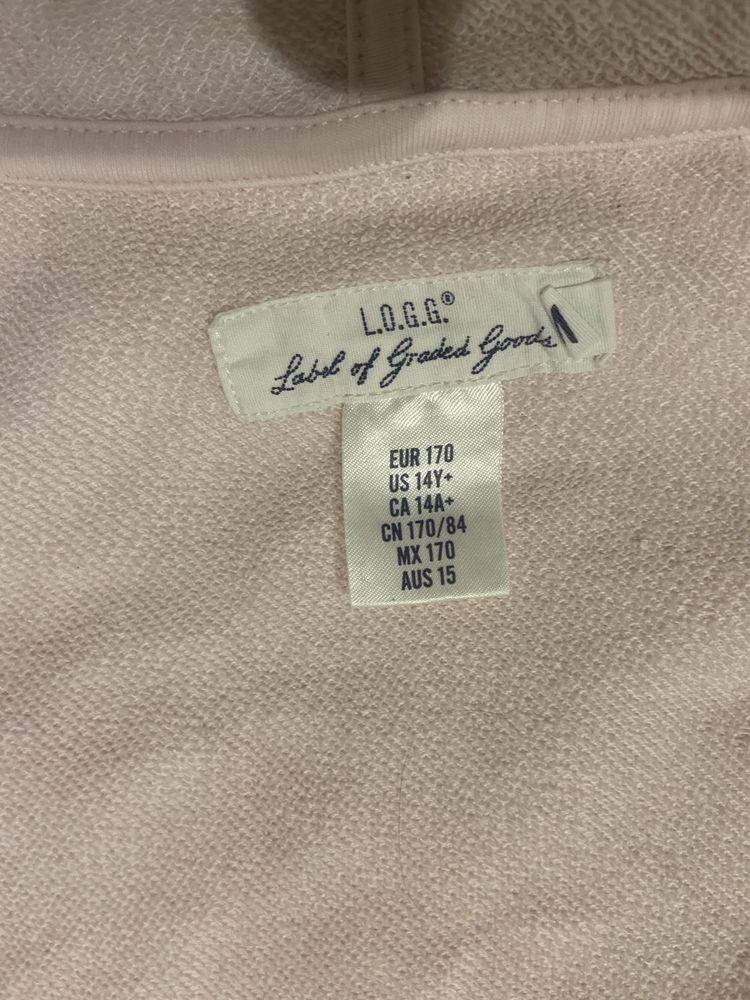 L.O.G.G.®
Label of Graded Goods
EUR 170
US 14Y+
CA 14A+
CN 170/84
MX 170
AUS 15